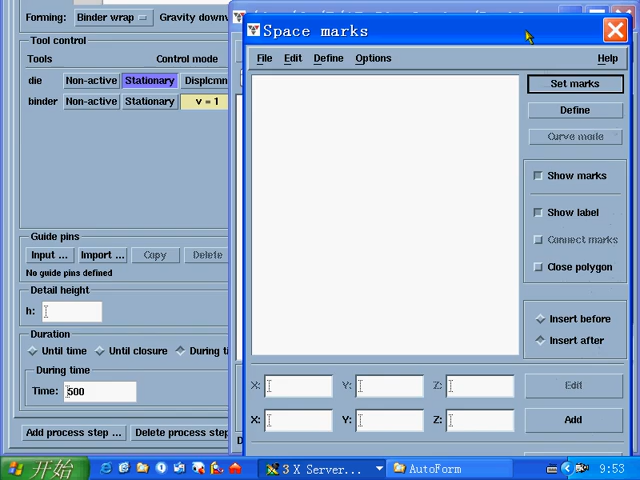 Forming: Binder wrap Gravity down
Space marks
Tool control
Tools Control mode
die Non-active Stationary Displcmn
binder Non-active Stationary v = 1
Guide pins
Input ... Import ... Copy Delete
No guide pins defined
Detail height
h:
Duration
Until time Until closure During ti
During time
Time: 500
Add process step ... Delete process step
File Edit Define Options Help
Set marks
Define
Curve mode
Show marks
Show label
Connect marks
Close polygon
Insert before
Insert after
X: Y: Z: Edit
X: Y: Z: Add
开始 3 X Server... AutoForm 9:53